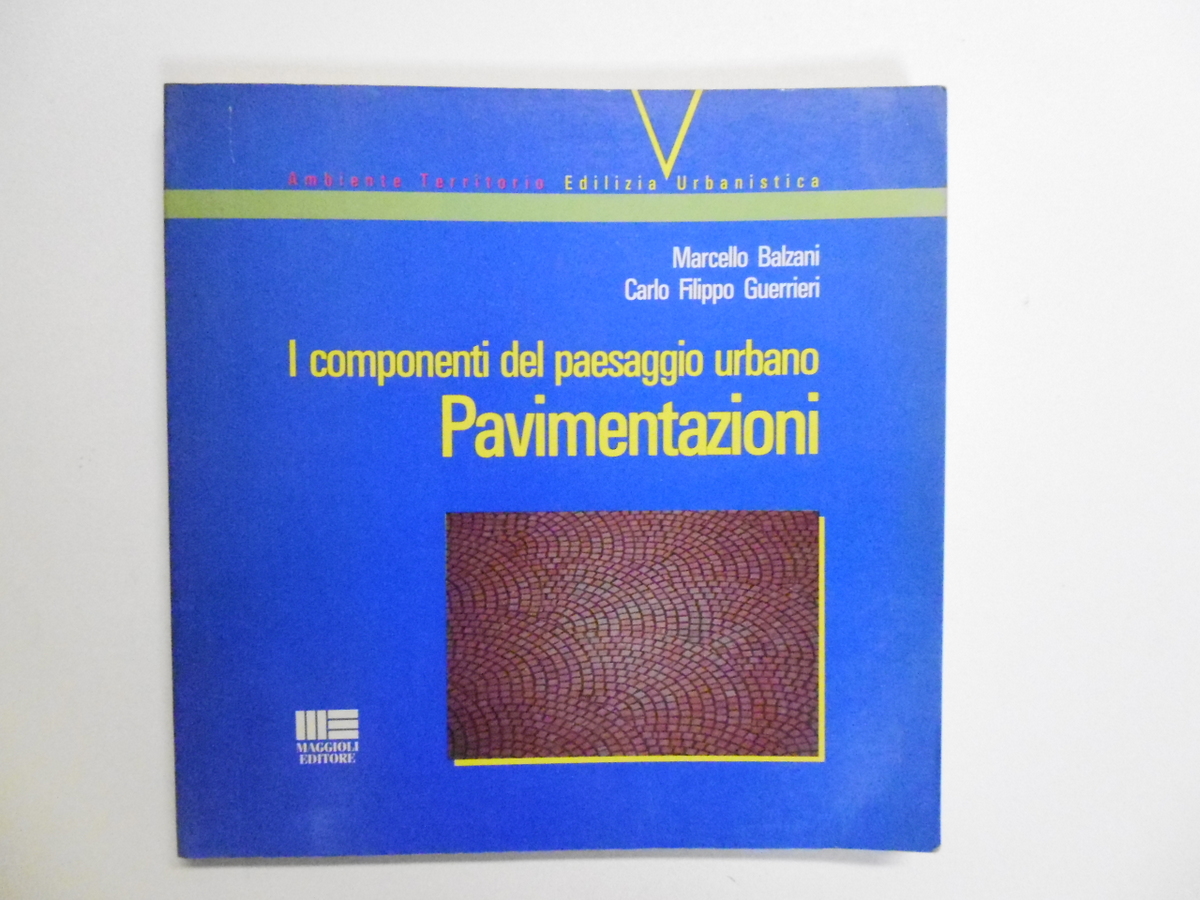 Ambiente Territorio Edilizia Urbanistica
Marcello Balzani
Carlo Filippo Guerrieri
I componenti del paesaggio urbano
Pavimentazioni
MAGGIOLI
EDITORE